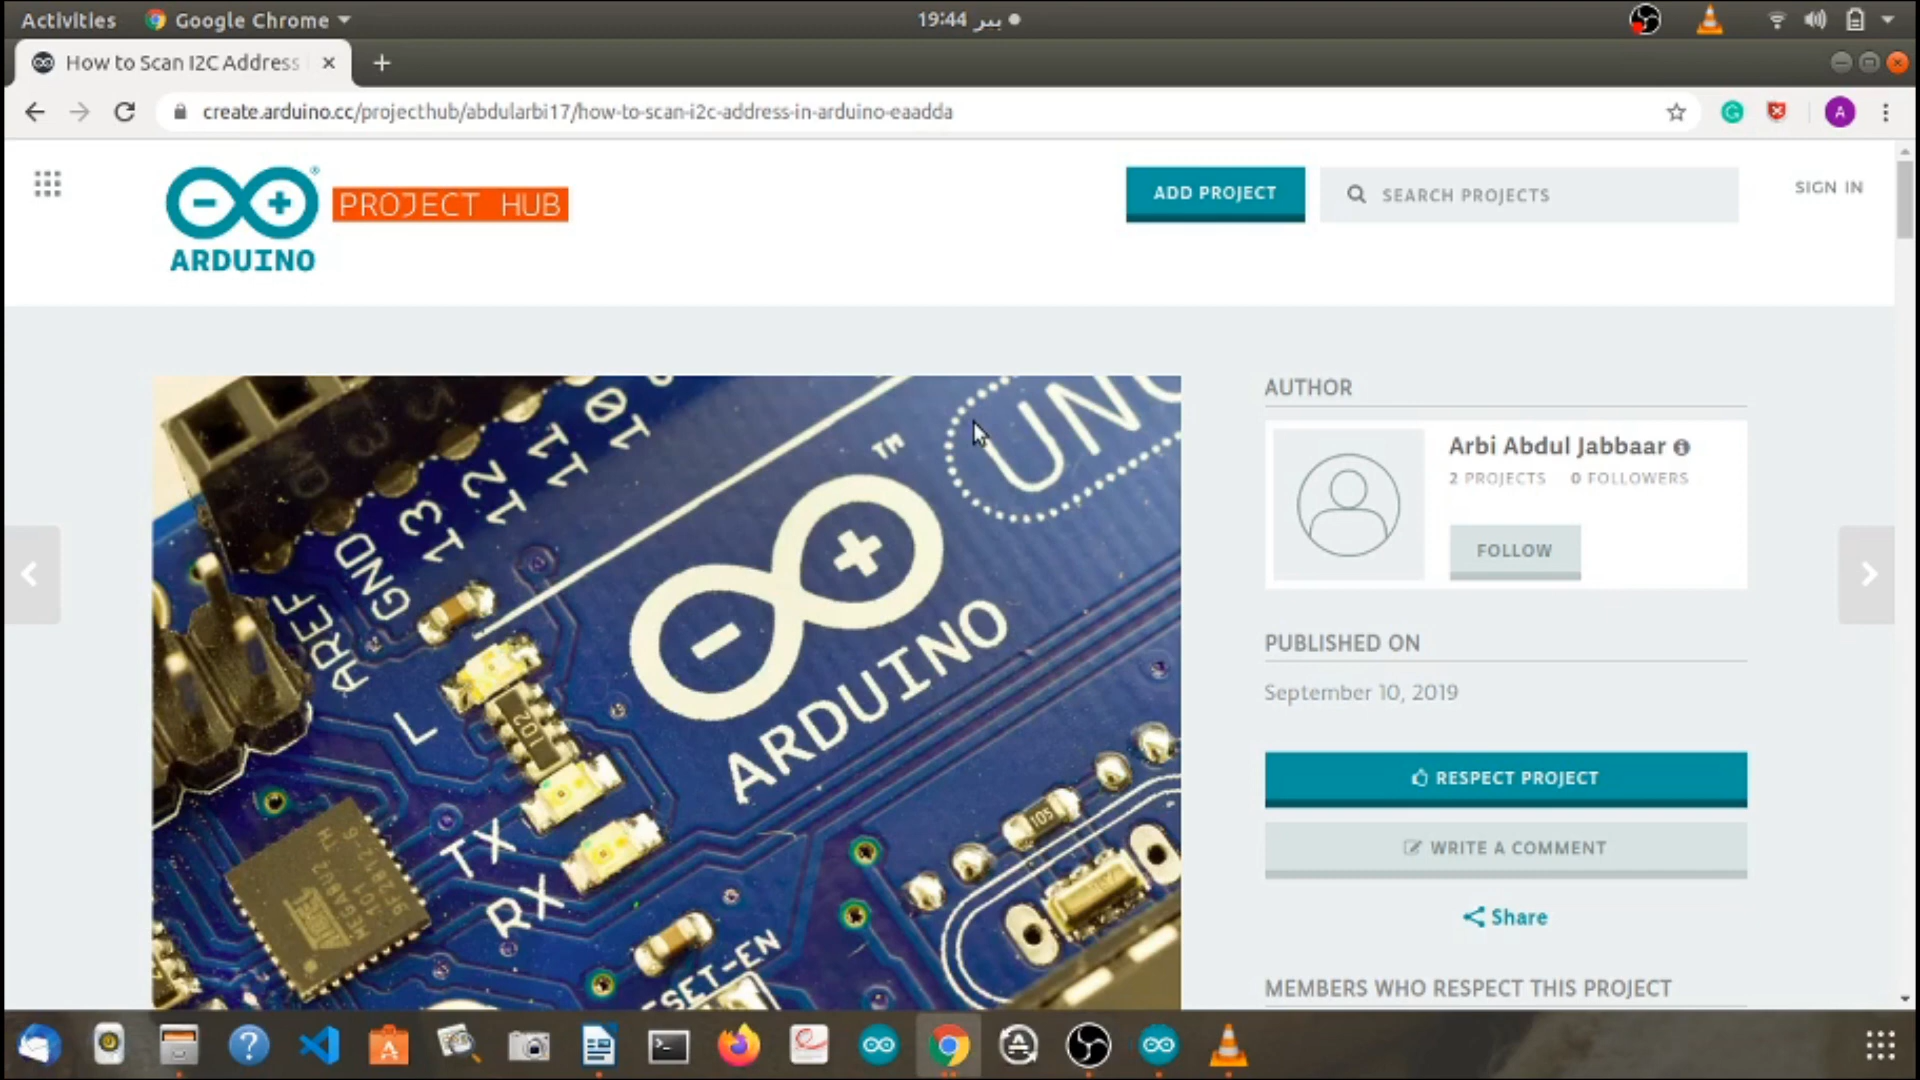 Activities
Google Chrome
پیر 19:44
How to Scan I2C Address
create.arduino.cc/projecthub/abdularbi17/how-to-scan-i2c-address-in-arduino-eaadda
A
ARDUINO
PROJECT HUB
ADD PROJECT
SEARCH PROJECTS
SIGN IN
AREF
GND
13
12
11
10
L
TX
RX
102
105
ARDUINO
™
UNO
MEGA8U2
ESET-EN
AUTHOR
Arbi Abdul Jabbaar
2 PROJECTS 0 FOLLOWERS
FOLLOW
PUBLISHED ON
September 10, 2019
RESPECT PROJECT
WRITE A COMMENT
Share
MEMBERS WHO RESPECT THIS PROJECT